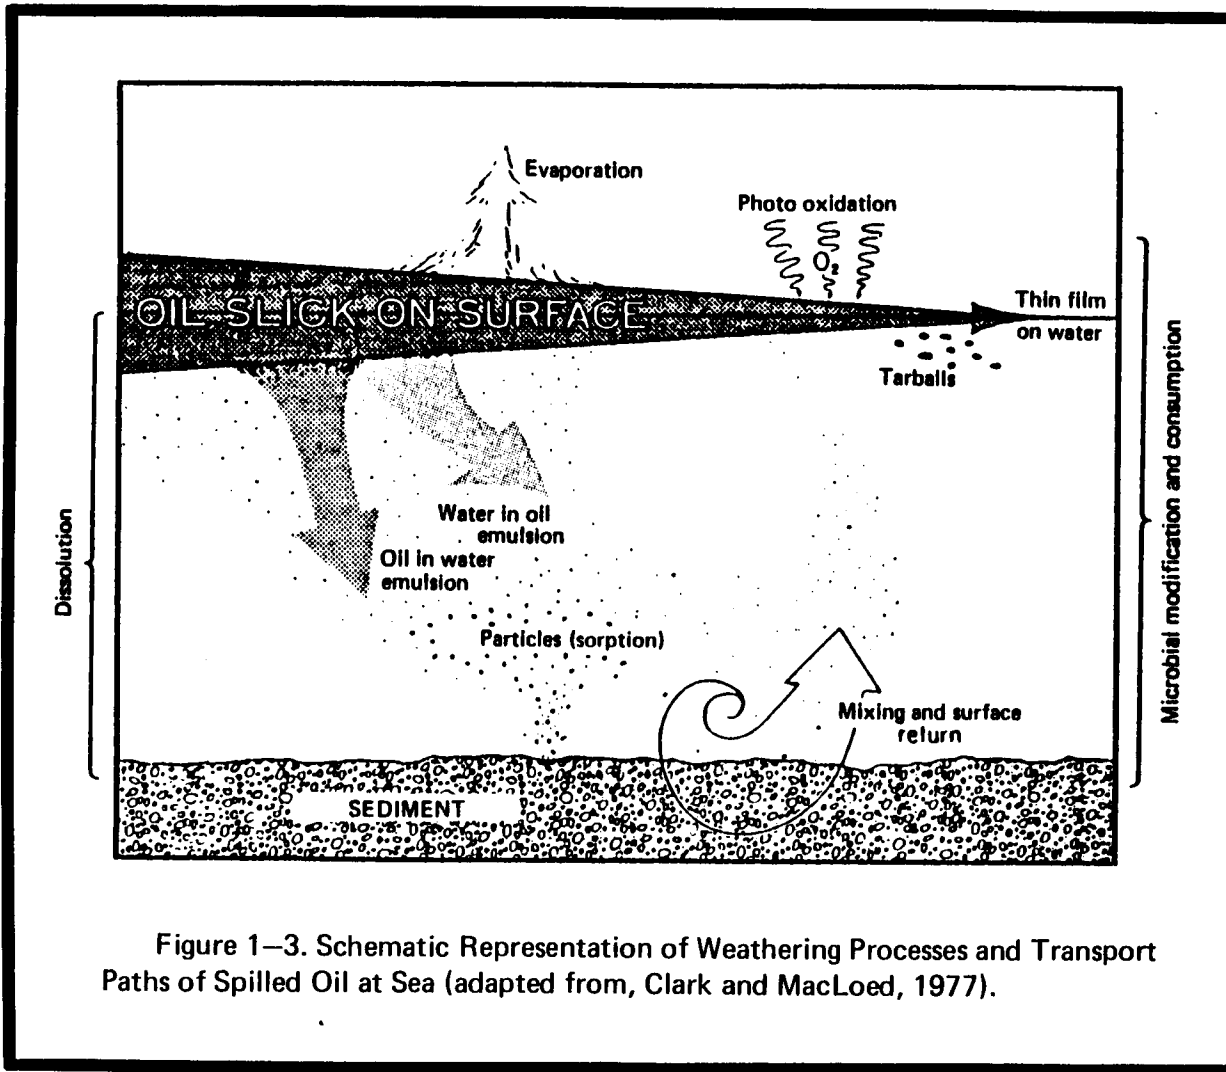 Evaporation
Photo oxidation
O2
OIL SLICK ON SURFACE
Thin film
on water
Tarballs
Water in oil
emulsion
Oil in water
emulsion
Particles (sorption)
Mixing and surface
return
SEDIMENT
Dissolution
Microbial modification and consumption
Figure 1—3. Schematic Representation of Weathering Processes and Transport
Paths of Spilled Oil at Sea (adapted from, Clark and MacLoed, 1977).